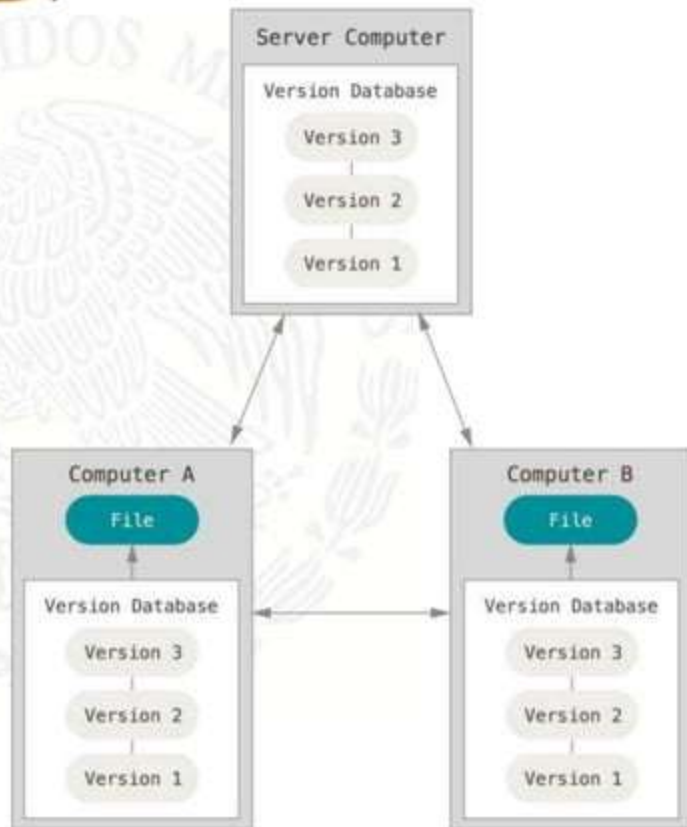 IDOS M
Server Computer
Version Database
Version 3
Version 2
Version 1
Computer A
File
Version Database
Version 3
Version 2
Version 1
Computer B
File
Version Database
Version 3
Version 2
Version 1